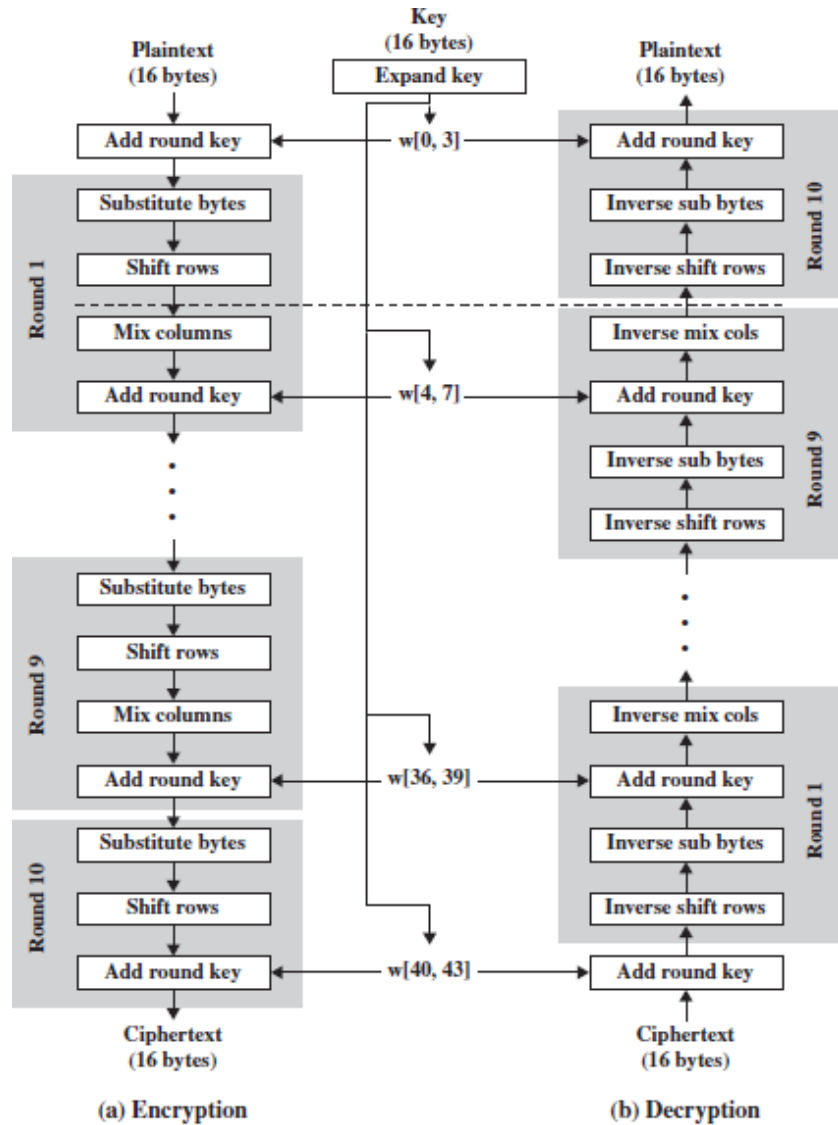 Key
(16 bytes)
Expand key
Plaintext
(16 bytes)
Add round key
Substitute bytes
Shift rows
Mix columns
Add round key
Round 1
Substitute bytes
Shift rows
Mix columns
Add round key
Round 9
Substitute bytes
Shift rows
Add round key
Round 10
Ciphertext
(16 bytes)
(a) Encryption
w[0, 3]
w[4, 7]
w[36, 39]
w[40, 43]
Plaintext
(16 bytes)
Add round key
Inverse sub bytes
Inverse shift rows
Round 10
Inverse mix cols
Add round key
Inverse sub bytes
Inverse shift rows
Round 9
Inverse mix cols
Add round key
Inverse sub bytes
Inverse shift rows
Round 1
Add round key
Ciphertext
(16 bytes)
(b) Decryption